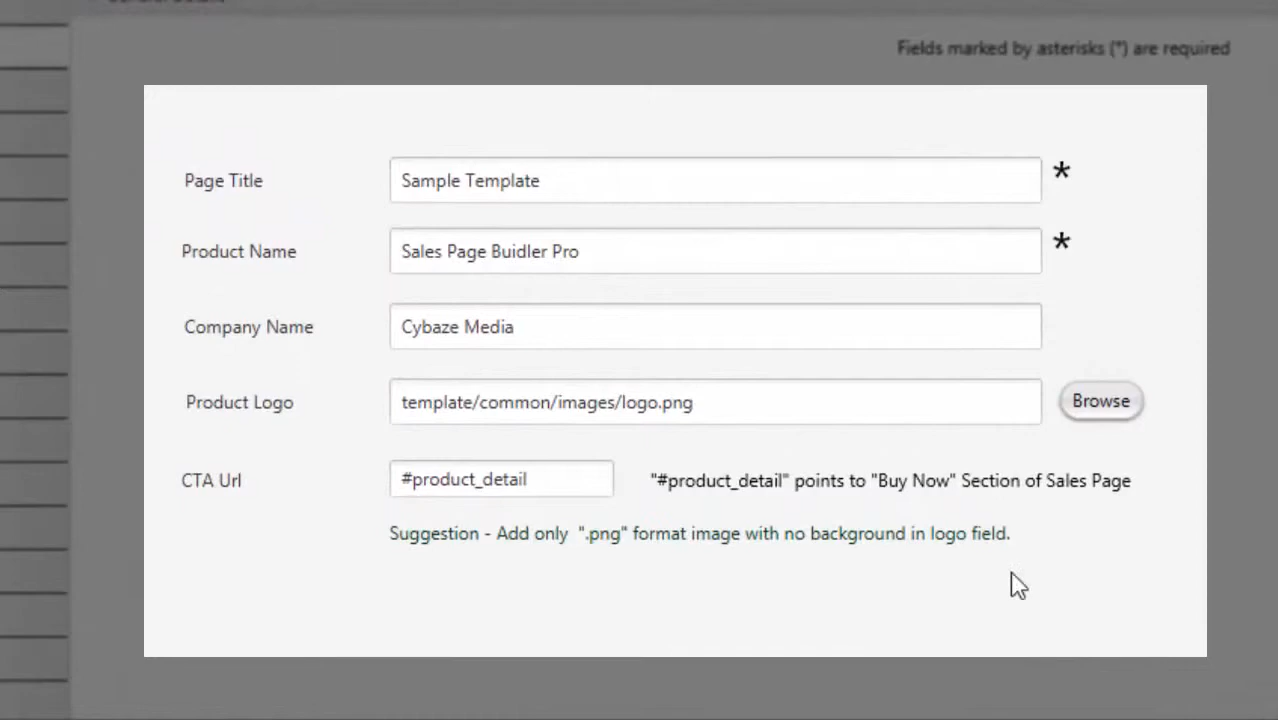 Fields marked by asterisks (*) are required
Page Title Sample Template *
Product Name Sales Page Buidler Pro *
Company Name Cybaze Media
Product Logo template/common/images/logo.png Browse
CTA Url #product_detail "#product_detail" points to "Buy Now" Section of Sales Page
Suggestion - Add only ".png" format image with no background in logo field.